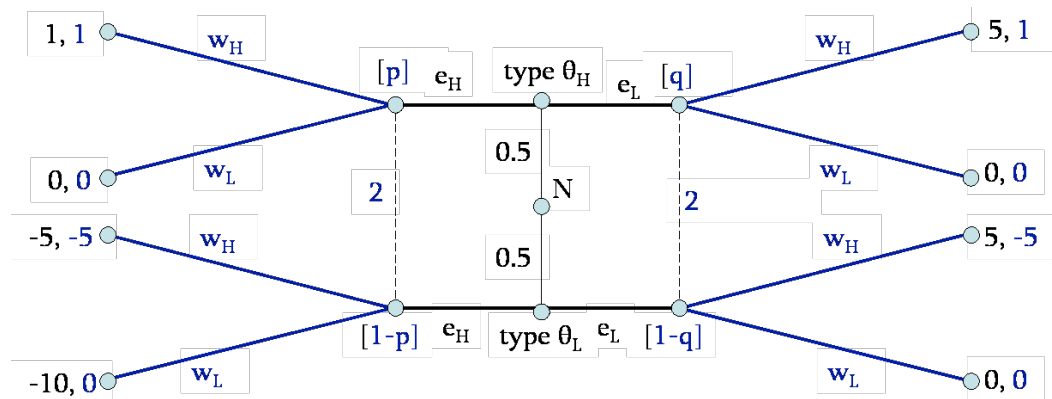 1, 1
w_H
[p]
e_H
type θ_H
e_L
[q]
w_H
5, 1
0, 0
w_L
2
0.5
N
2
w_L
0, 0
-5, -5
w_H
0.5
w_H
5, -5
[1-p]
e_H
type θ_L
e_L
[1-q]
-10, 0
w_L
w_L
0, 0